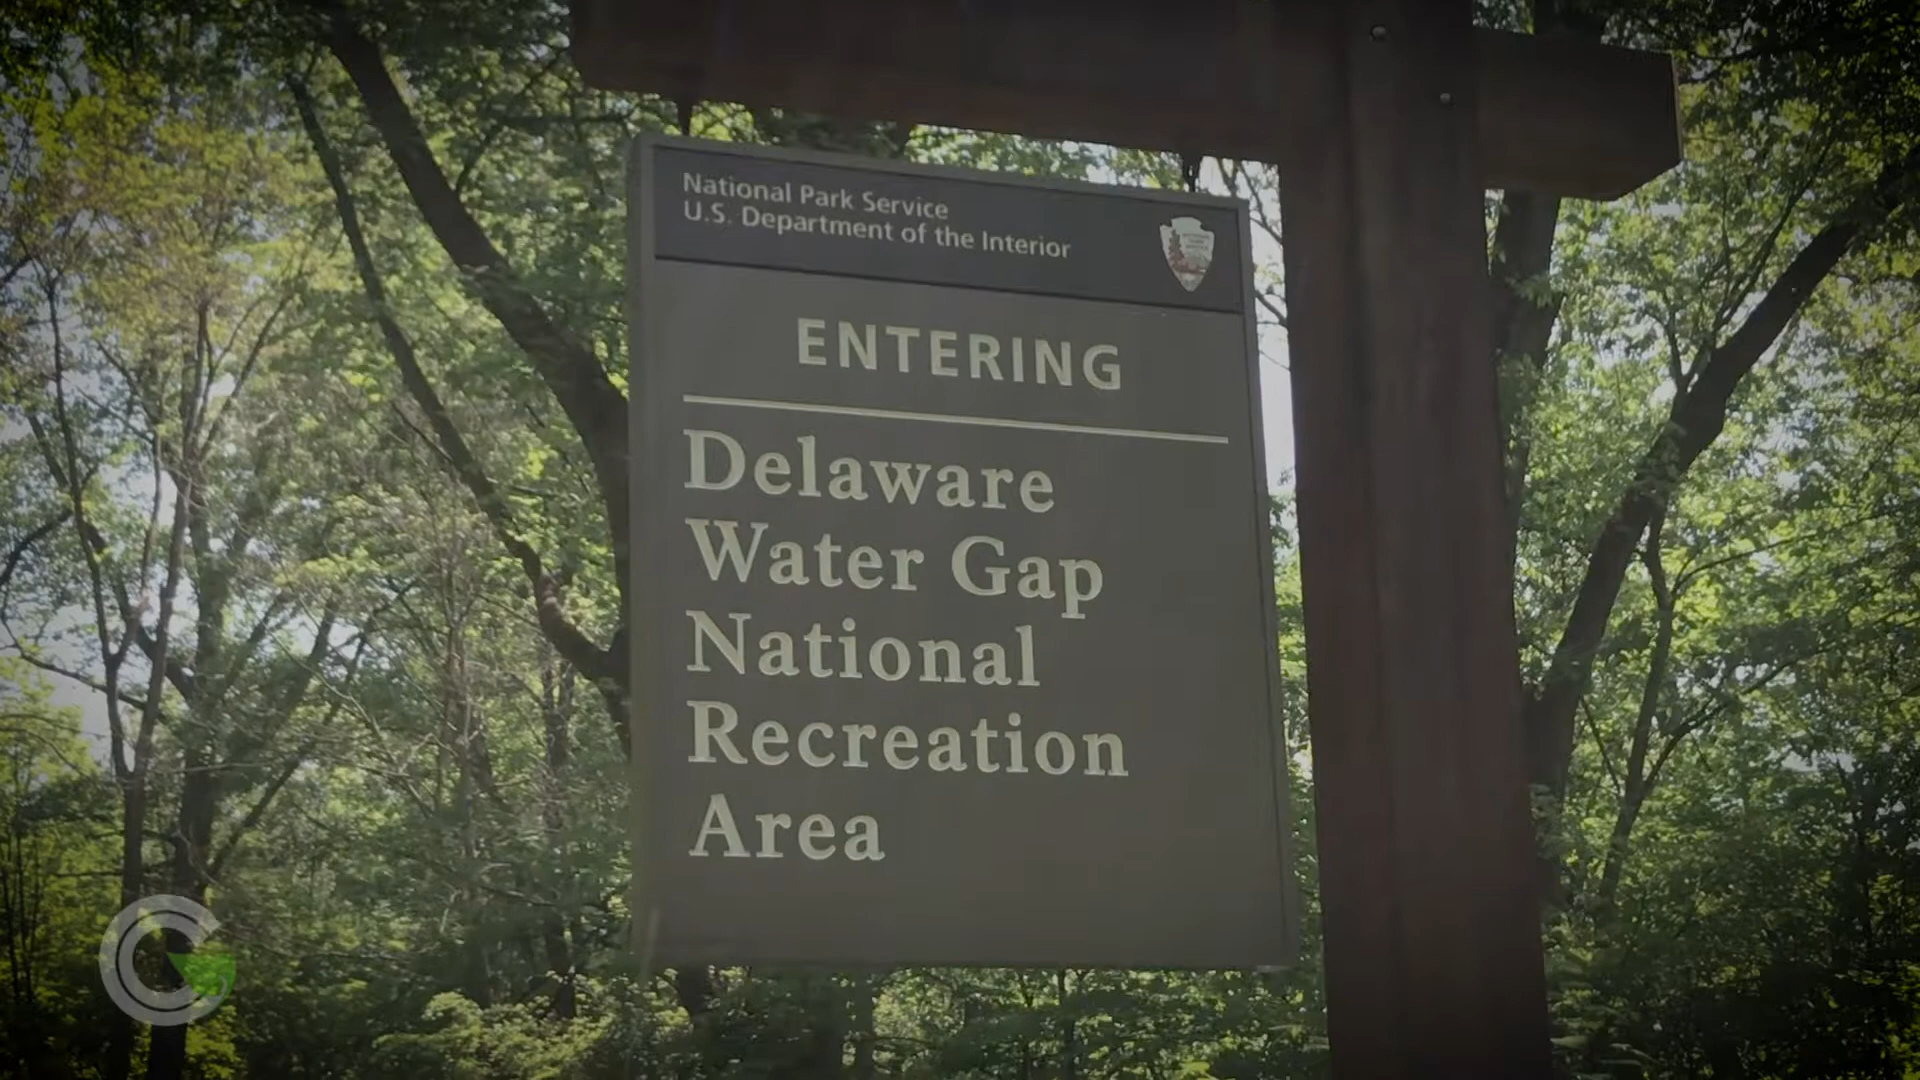 National Park Service
U.S. Department of the Interior
ENTERING
Delaware
Water Gap
National
Recreation
Area